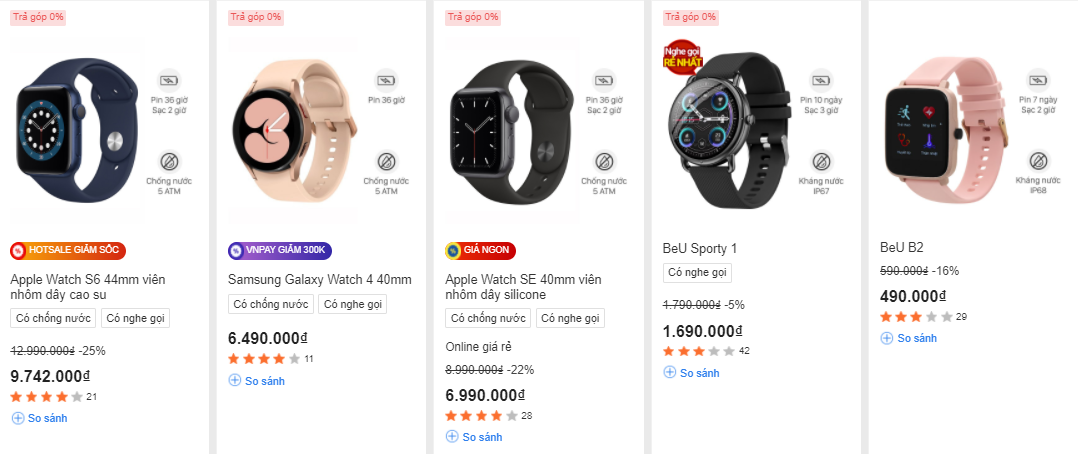 Trả góp 0%
Pin 36 giờ
Sạc 2 giờ
Chống nước
5 ATM
HOTSALE GIẢM SỐC
Apple Watch S6 44mm viền
nhôm dây cao su
Có chống nước
Có nghe gọi
12.990.000₫ -25%
9.742.000₫
21
So sánh
Trả góp 0%
Pin 36 giờ
Chống nước
5 ATM
VNPAY GIẢM 300K
Samsung Galaxy Watch 4 40mm
Có chống nước
Có nghe gọi
6.490.000₫
11
So sánh
Trả góp 0%
Pin 36 giờ
Sạc 2 giờ
Chống nước
5 ATM
GIÁ NGON
Apple Watch SE 40mm viền
nhôm dây silicone
Có chống nước
Có nghe gọi
Online giá rẻ
8.990.000₫ -22%
6.990.000₫
28
So sánh
Trả góp 0%
Nghe gọi
RẺ NHẤT
Pin 10 ngày
Sạc 3 giờ
Kháng nước
IP67
BeU Sporty 1
Có nghe gọi
1.790.000₫ -5%
1.690.000₫
42
So sánh
Pin 7 ngày
Sạc 2 giờ
Kháng nước
IP68
BeU B2
590.000₫ -16%
490.000₫
29
So sánh